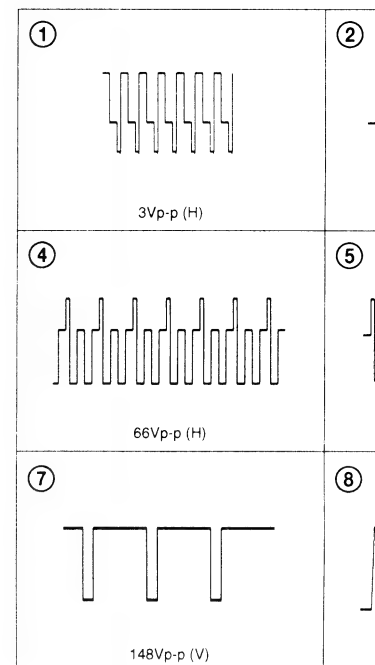 ① ②
3Vp-p (H)
④ ⑤
66Vp-p (H)
⑦ ⑧
148Vp-p (V)